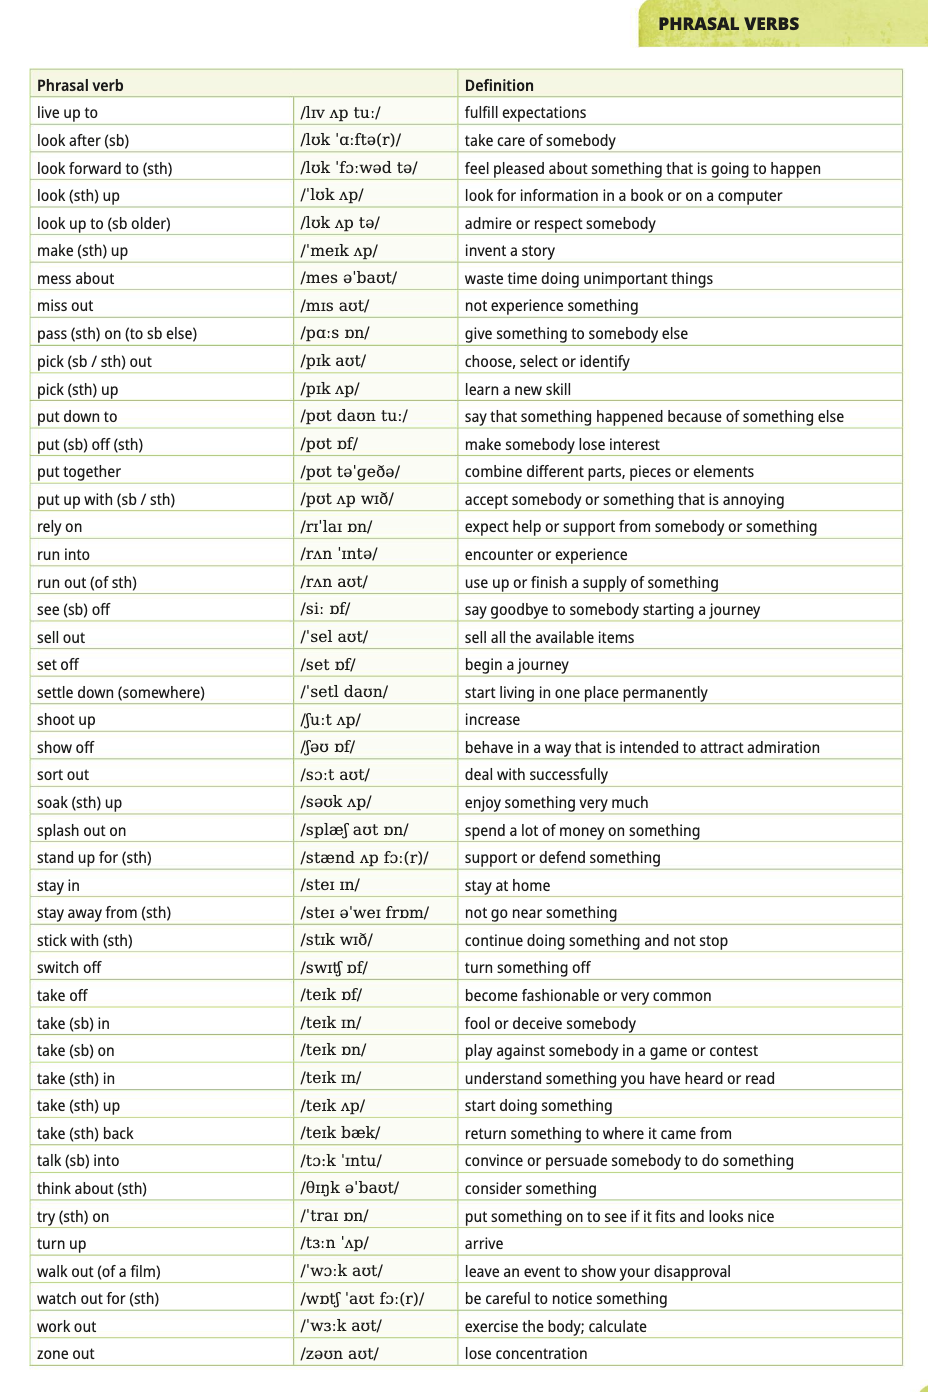 PHRASAL VERBS
Phrasal verb Definition
live up to /lɪv ʌp tuː/ fulfill expectations
look after (sb) /lʊk ˈɑːftə(r)/ take care of somebody
look forward to (sth) /lʊk ˈfɔːwəd tə/ feel pleased about something that is going to happen
look (sth) up /ˈlʊk ʌp/ look for information in a book or on a computer
look up to (sb older) /lʊk ʌp tə/ admire or respect somebody
make (sth) up /ˈmeɪk ʌp/ invent a story
mess about /mes əˈbaʊt/ waste time doing unimportant things
miss out /mɪs aʊt/ not experience something
pass (sth) on (to sb else) /pɑːs ɒn/ give something to somebody else
pick (sb / sth) out /pɪk aʊt/ choose, select or identify
pick (sth) up /pɪk ʌp/ learn a new skill
put down to /pʊt daʊn tuː/ say that something happened because of something else
put (sb) off (sth) /pʊt ɒf/ make somebody lose interest
put together /pʊt təˈɡeðə/ combine different parts, pieces or elements
put up with (sb / sth) /pʊt ʌp wɪð/ accept somebody or something that is annoying
rely on /rɪˈlaɪ ɒn/ expect help or support from somebody or something
run into /rʌn ˈɪntə/ encounter or experience
run out (of sth) /rʌn aʊt/ use up or finish a supply of something
see (sb) off /siː ɒf/ say goodbye to somebody starting a journey
sell out /ˈsel aʊt/ sell all the available items
set off /set ɒf/ begin a journey
settle down (somewhere) /ˈsetl daʊn/ start living in one place permanently
shoot up /ʃuːt ʌp/ increase
show off /ʃəʊ ɒf/ behave in a way that is intended to attract admiration
sort out /sɔːt aʊt/ deal with successfully
soak (sth) up /səʊk ʌp/ enjoy something very much
splash out on /splæʃ aʊt ɒn/ spend a lot of money on something
stand up for (sth) /stænd ʌp fɔː(r)/ support or defend something
stay in /steɪ ɪn/ stay at home
stay away from (sth) /steɪ əˈweɪ frɒm/ not go near something
stick with (sth) /stɪk wɪð/ continue doing something and not stop
switch off /swɪʧ ɒf/ turn something off
take off /teɪk ɒf/ become fashionable or very common
take (sb) in /teɪk ɪn/ fool or deceive somebody
take (sb) on /teɪk ɒn/ play against somebody in a game or contest
take (sth) in /teɪk ɪn/ understand something you have heard or read
take (sth) up /teɪk ʌp/ start doing something
take (sth) back /teɪk bæk/ return something to where it came from
talk (sb) into /tɔːk ˈɪntu/ convince or persuade somebody to do something
think about (sth) /θɪŋk əˈbaʊt/ consider something
try (sth) on /ˈtraɪ ɒn/ put something on to see if it fits and looks nice
turn up /tɜːn ˈʌp/ arrive
walk out (of a film) /ˈwɔːk aʊt/ leave an event to show your disapproval
watch out for (sth) /wɒtʃ ˈaʊt fɔː(r)/ be careful to notice something
work out /ˈwɜːk aʊt/ exercise the body; calculate
zone out /zəʊn aʊt/ lose concentration